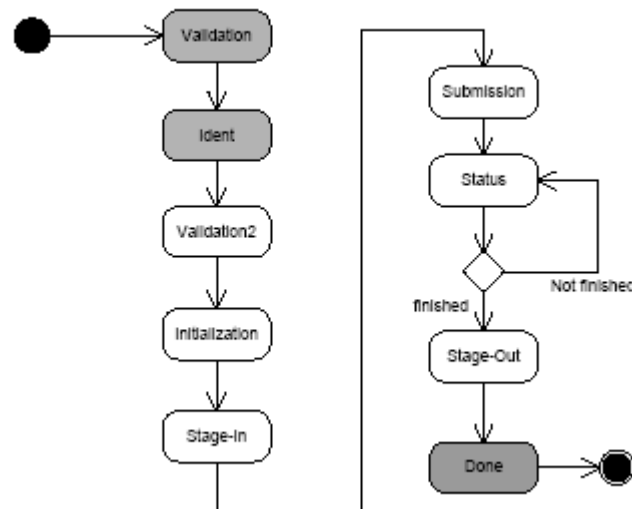 Validation
Ident
Validation2
Initialization
Stage-In
Submission
Status
Not finished
finished
Stage-Out
Done